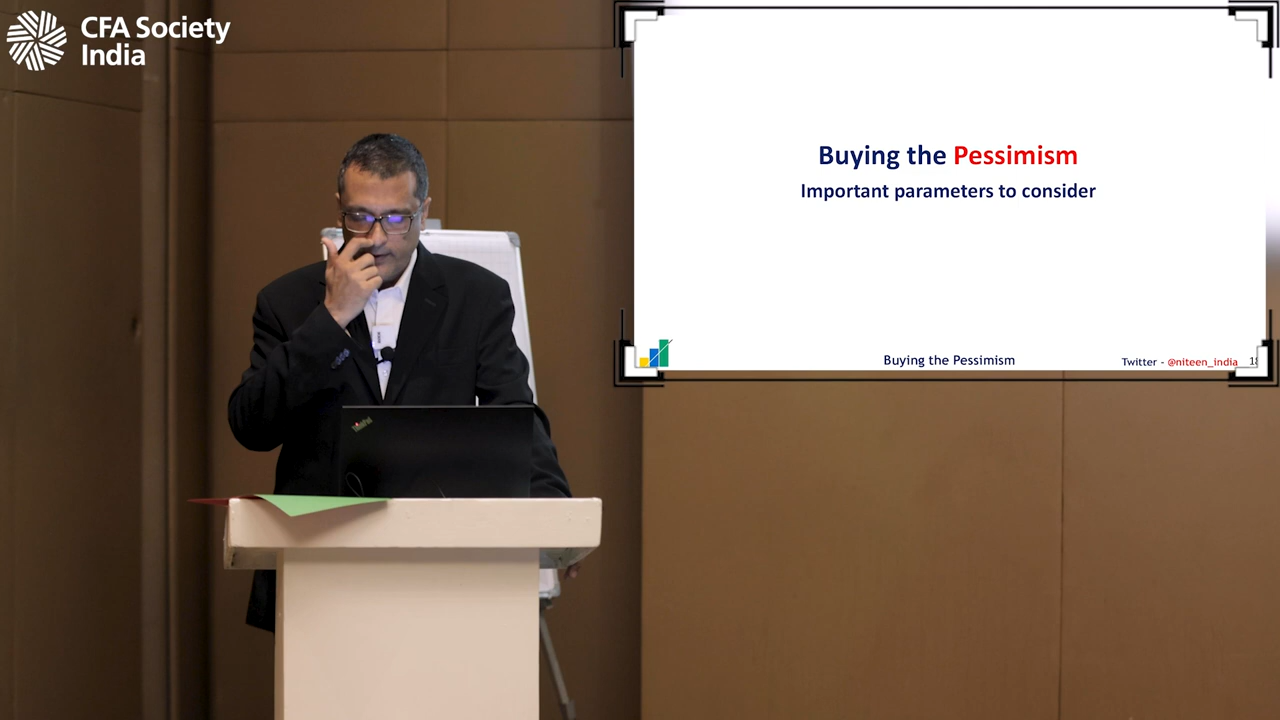 CFA Society
India
Buying the Pessimism
Important parameters to consider
Buying the Pessimism
Twitter - @niteen_india